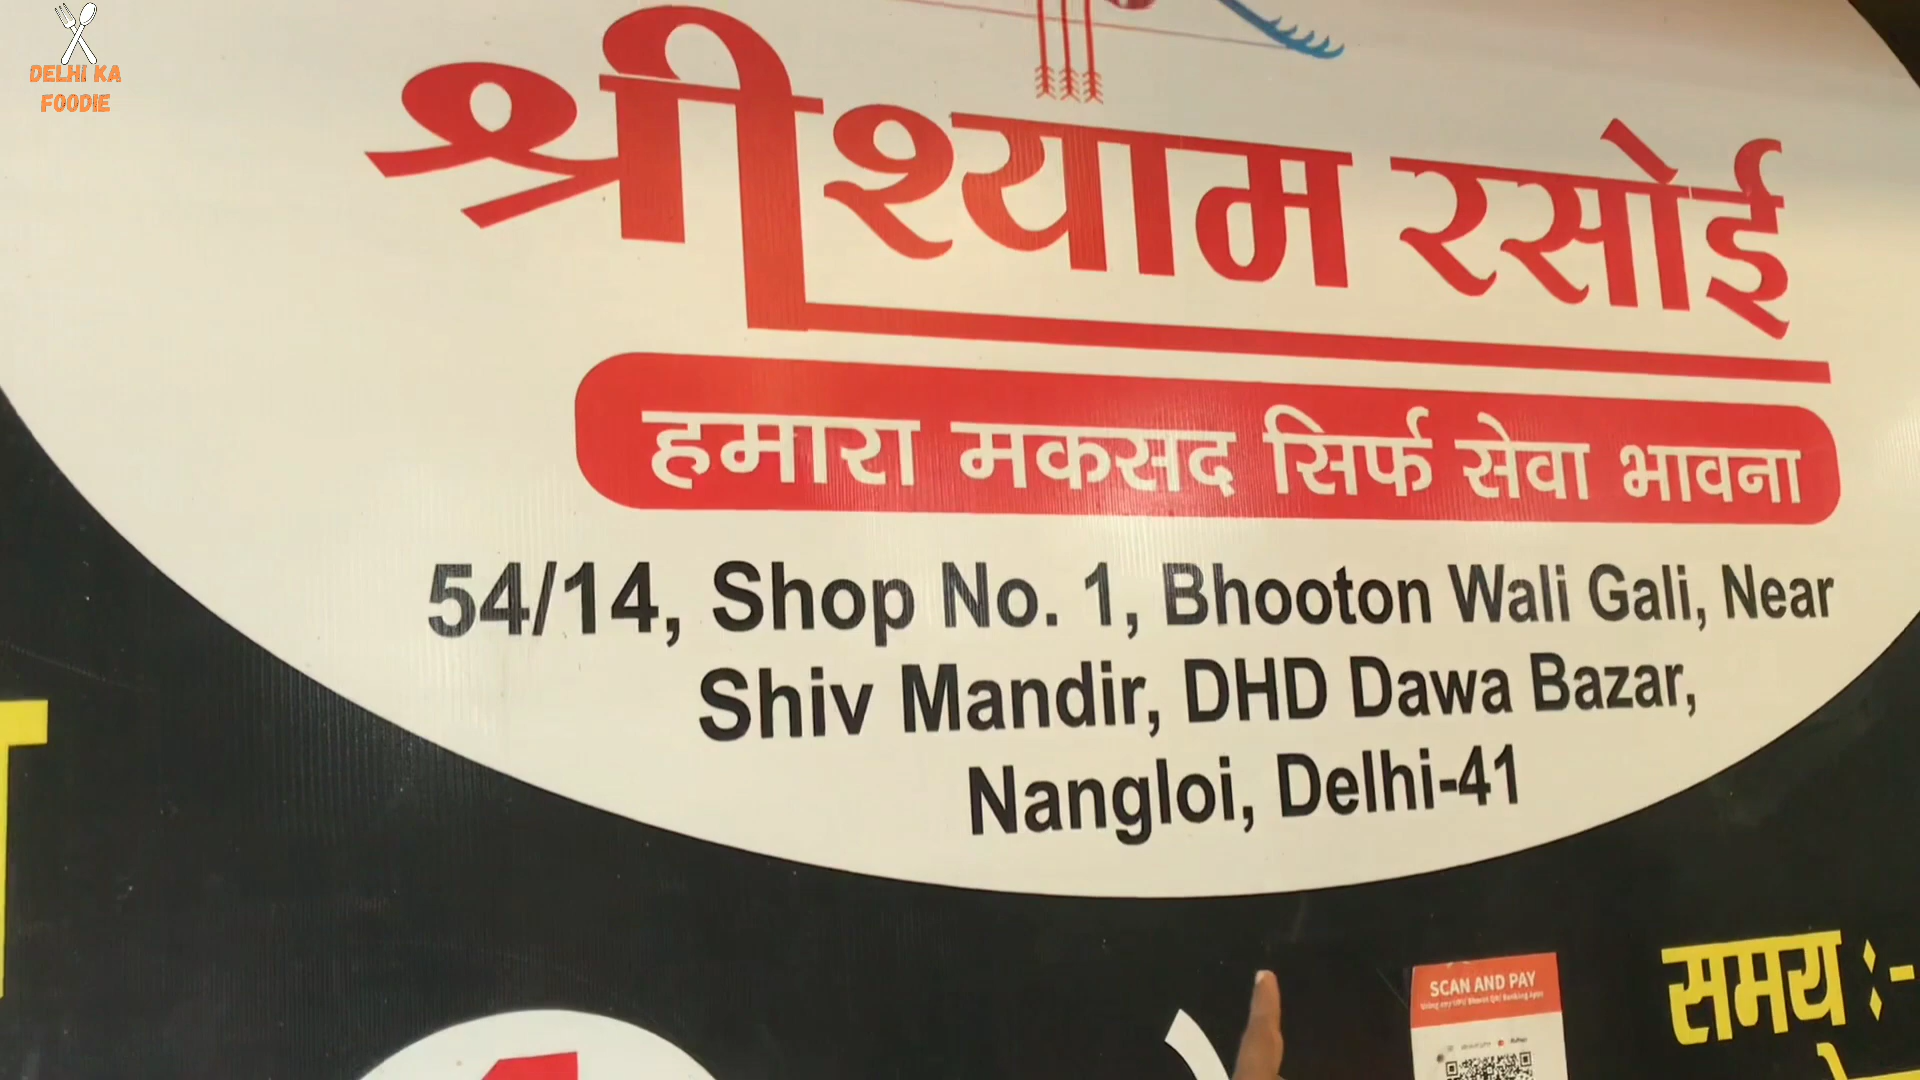 DELHI KA
FOODIE
श्री श्याम रसोई
हमारा मकसद सिर्फ सेवा भावना
54/14, Shop No. 1, Bhooton Wali Gali, Near
Shiv Mandir, DHD Dawa Bazar,
Nangloi, Delhi-41
SCAN AND PAY
समय :-